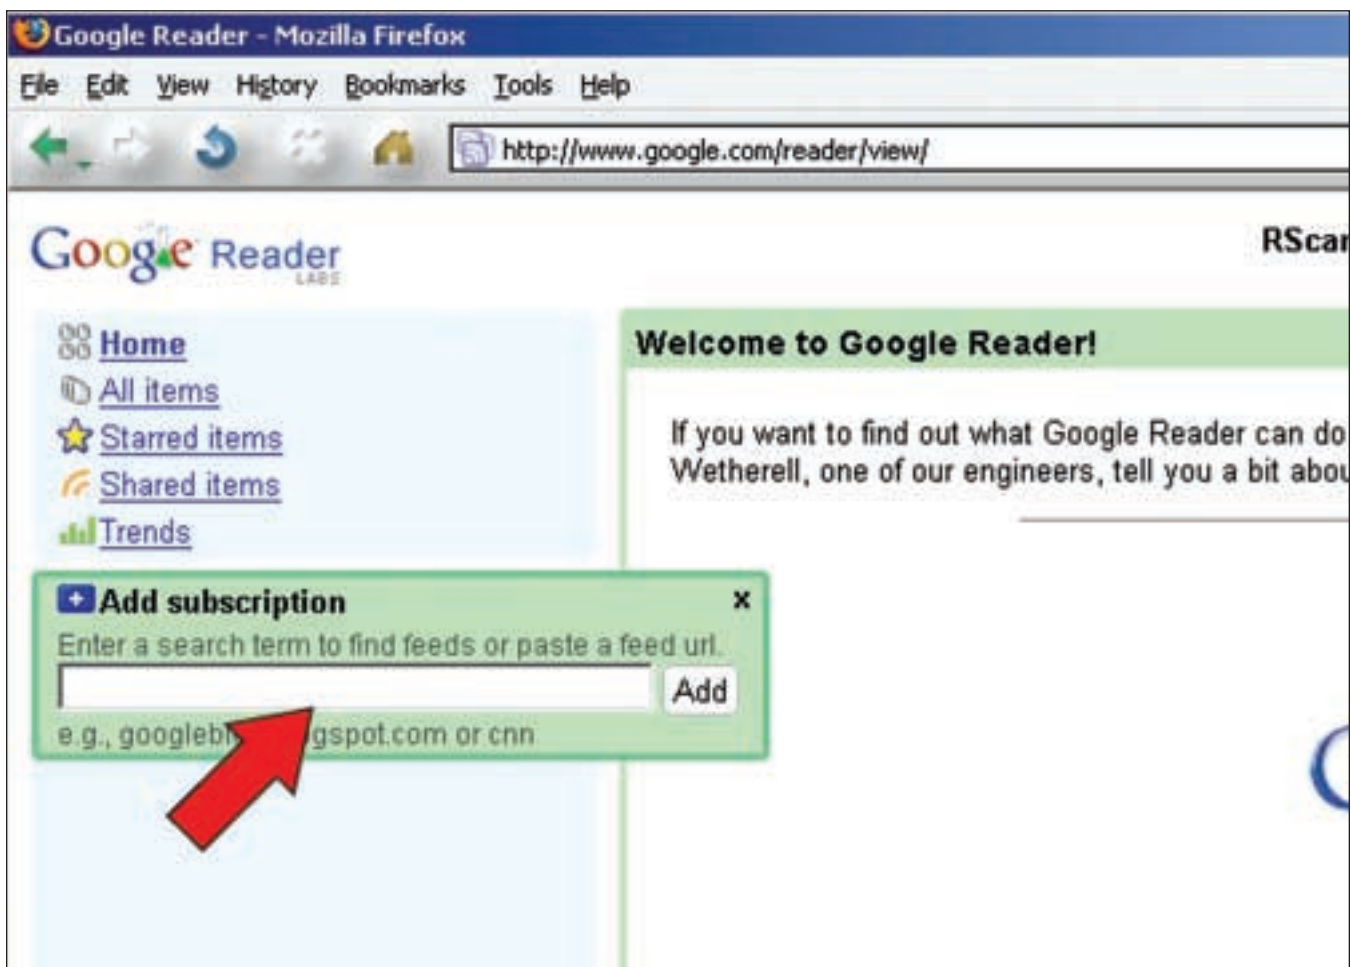 Google Reader - Mozilla Firefox
File Edit View History Bookmarks Tools Help
http://www.google.com/reader/view/
Google Reader
LABS
RScar
Home
All items
Starred items
Shared items
Trends
Welcome to Google Reader!
If you want to find out what Google Reader can do
Wetherell, one of our engineers, tell you a bit abou
Add subscription
x
Enter a search term to find feeds or paste a feed url.
Add
e.g., googlebl gspot.com or cnn